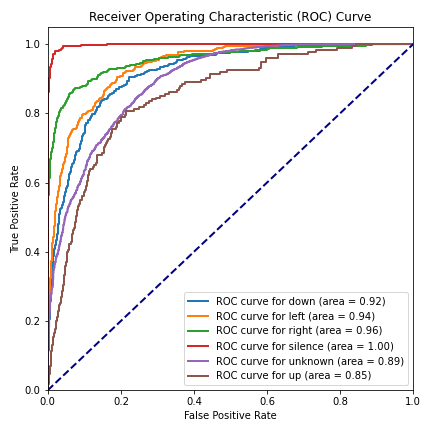 Receiver Operating Characteristic (ROC) Curve
1.0
0.8
0.6
0.4
0.2
0.0
True Positive Rate
ROC curve for down (area = 0.92)
ROC curve for left (area = 0.94)
ROC curve for right (area = 0.96)
ROC curve for silence (area = 1.00)
ROC curve for unknown (area = 0.89)
ROC curve for up (area = 0.85)
0.0 0.2 0.4 0.6 0.8 1.0
False Positive Rate